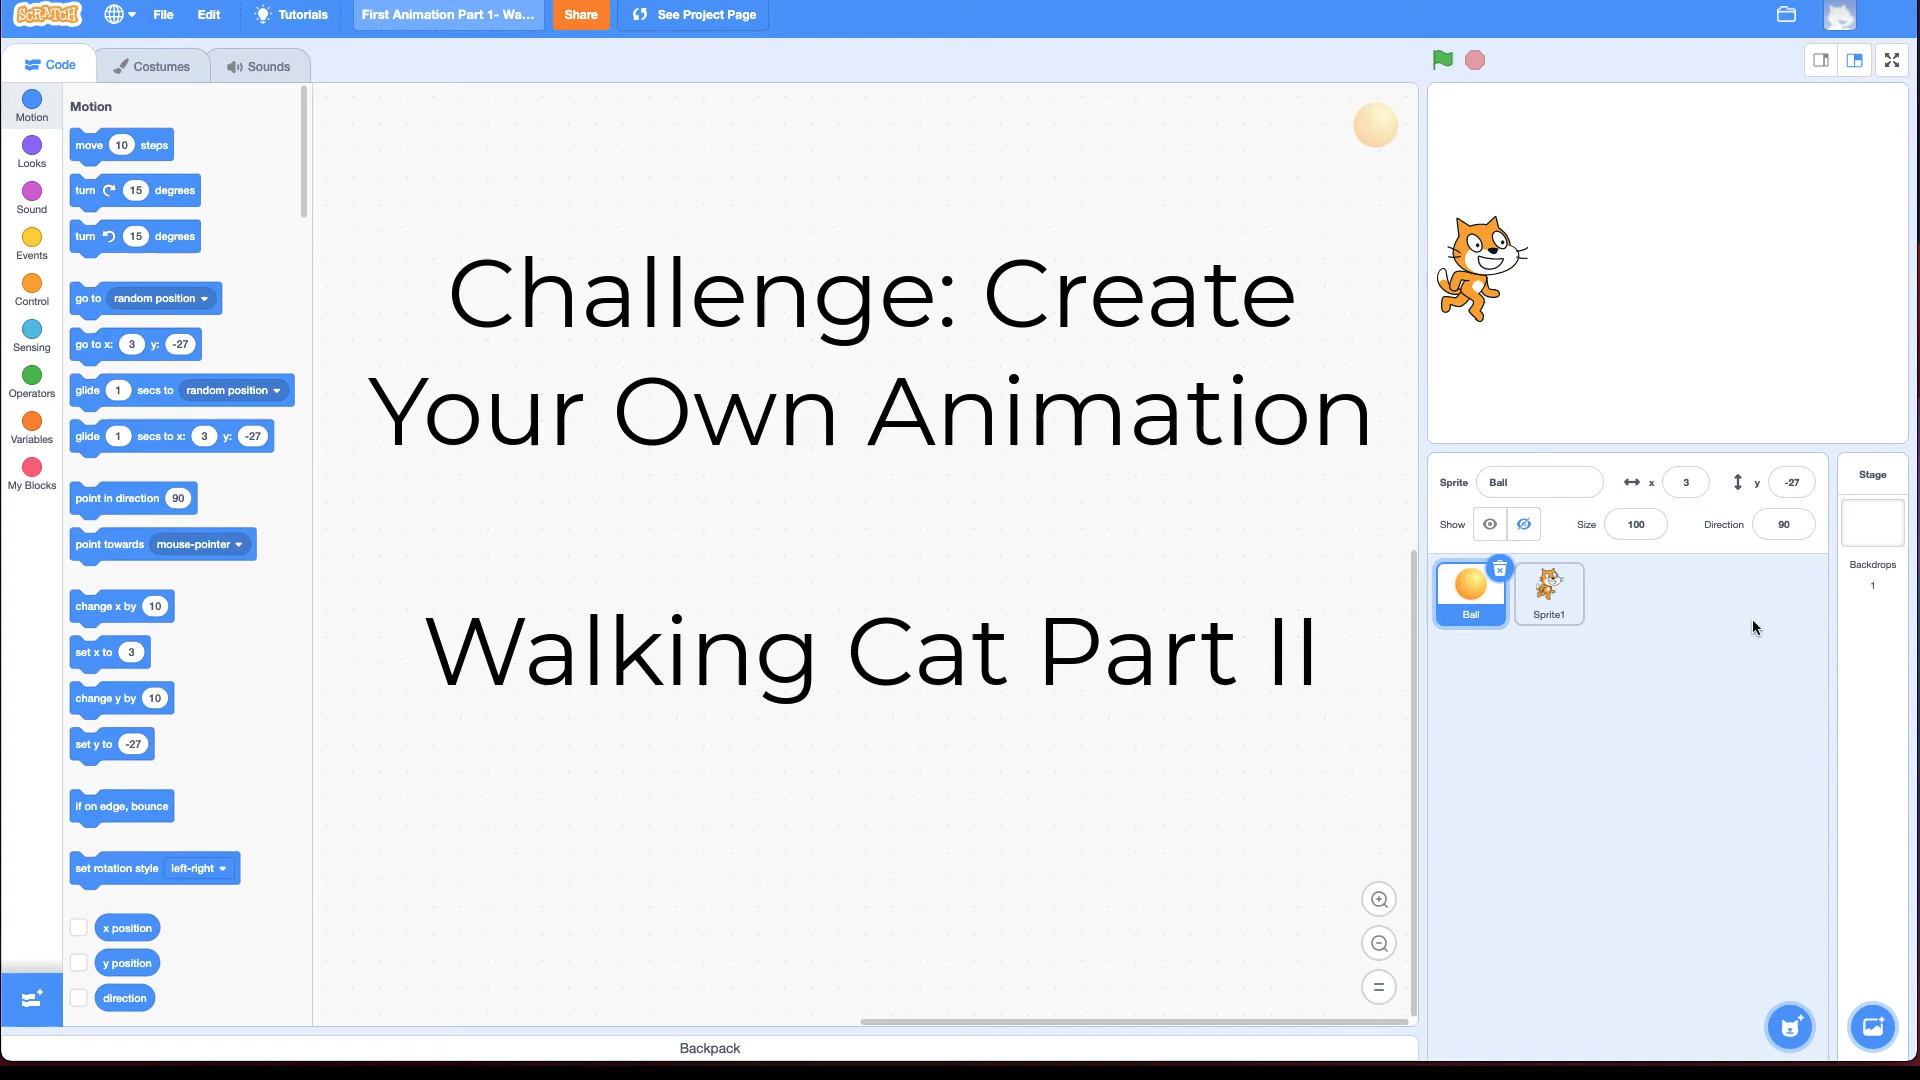 SCRATCH
File
Edit
Tutorials
First Animation Part 1- Wa...
Share
See Project Page
Code
Costumes
Sounds
Motion
Looks
Sound
Events
Control
Sensing
Operators
Variables
My Blocks
Motion
move 10 steps
turn 15 degrees
turn 15 degrees
go to random position
go to x: 3 y: -27
glide 1 secs to random position
glide 1 secs to x: 3 y: -27
point in direction 90
point towards mouse-pointer
change x by 10
set x to 3
change y by 10
set y to -27
if on edge, bounce
set rotation style left-right
x position
y position
direction
Challenge: Create
Your Own Animation
Walking Cat Part II
Backpack
Sprite Ball x 3 y -27
Show Size 100 Direction 90
Ball
Sprite1
Stage
Backdrops
1